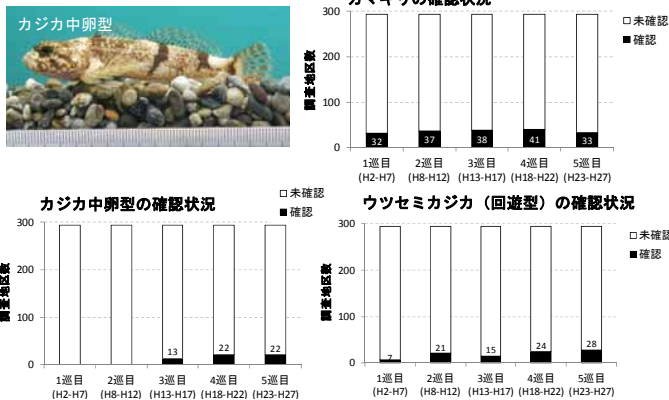 カジカ中卵型
カマキリの確認状況
未確認
確認
調査地区数
300
200
100
0
32
37
38
41
33
1巡目
(H2-H7)
2巡目
(H8-H12)
3巡目
(H13-H17)
4巡目
(H18-H22)
5巡目
(H23-H27)
カジカ中卵型の確認状況
未確認
確認
調査地区数
300
200
100
0
13
22
22
1巡目
(H2-H7)
2巡目
(H8-H12)
3巡目
(H13-H17)
4巡目
(H18-H22)
5巡目
(H23-H27)
ウツセミカジカ（回遊型）の確認状況
未確認
確認
調査地区数
300
200
100
0
7
21
15
24
28
1巡目
(H2-H7)
2巡目
(H8-H12)
3巡目
(H13-H17)
4巡目
(H18-H22)
5巡目
(H23-H27)